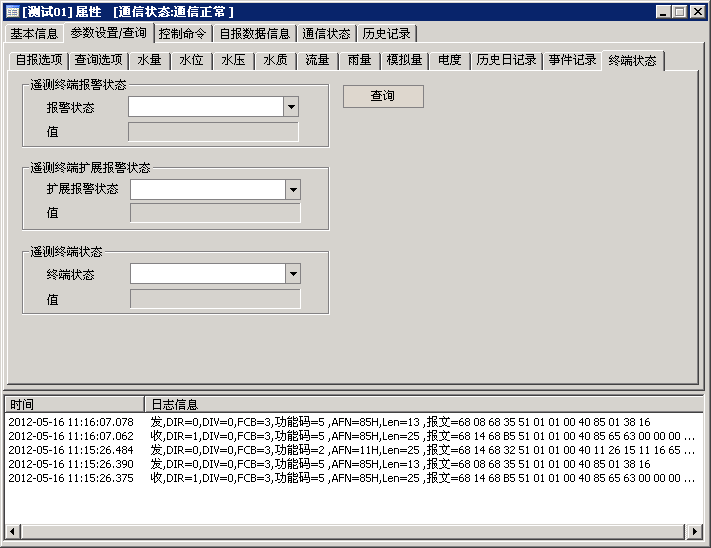 [测试01] 属性 [通信状态:通信正常 ]
基本信息 参数设置/查询 控制命令 自报数据信息 通信状态 历史记录
自报选项 查询选项 水量 水位 水压 水质 流量 雨量 模拟量 电度 历史日记录 事件记录 终端状态
遥测终端报警状态
报警状态
值
查询
遥测终端扩展报警状态
扩展报警状态
值
遥测终端状态
终端状态
值
时间 日志信息
2012-05-16 11:16:07.078 发,DIR=0,DIV=0,FCB=3,功能码=5 ,AFN=85H,Len=13 ,报文=68 08 68 35 51 01 01 00 40 85 01 38 16
2012-05-16 11:16:07.062 收,DIR=1,DIV=0,FCB=3,功能码=5 ,AFN=85H,Len=25 ,报文=68 14 68 B5 51 01 01 00 40 85 65 63 00 00 00 ...
2012-05-16 11:15:26.484 发,DIR=0,DIV=0,FCB=3,功能码=2 ,AFN=11H,Len=25 ,报文=68 14 68 32 51 01 01 00 40 11 26 15 11 16 65 ...
2012-05-16 11:15:26.390 发,DIR=0,DIV=0,FCB=3,功能码=5 ,AFN=85H,Len=13 ,报文=68 08 68 35 51 01 01 00 40 85 01 38 16
2012-05-16 11:15:26.375 收,DIR=1,DIV=0,FCB=3,功能码=5 ,AFN=85H,Len=25 ,报文=68 14 68 B5 51 01 01 00 40 85 65 63 00 00 00 ...